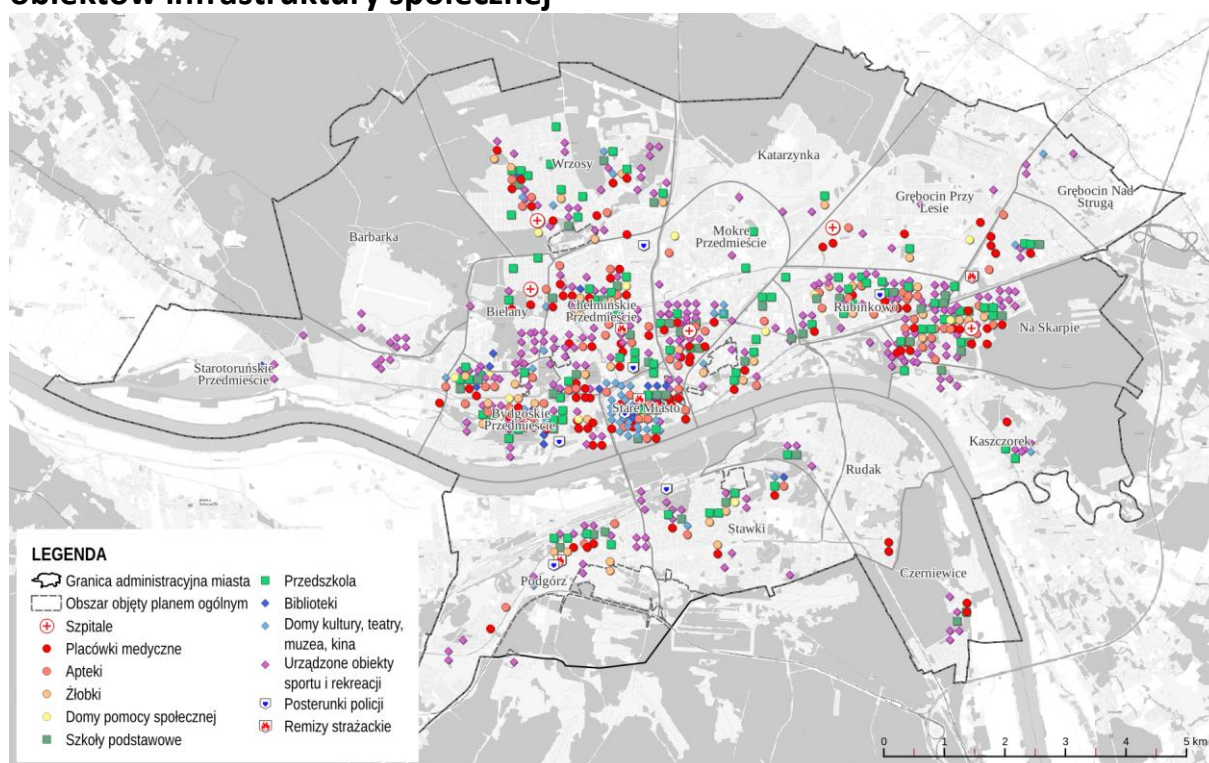 obiektów infrastruktury społecznej
Wrzosy
Katarzynka
Grębocin Przy
Lesie
Grębocin Nad
Strugą
Barbarka
Mokre
Przedmieście
Bielany
Chełmińskie
Przedmieście
Rubinkowo
Na Skarpie
Starotoruńskie
Przedmieście
Bydgoskie
Przedmieście
Stare Miasto
Kaszczorek
Rudak
Stawki
Podgórz
Czerniewice
LEGENDA
Granica administracyjna miasta
Obszar objęty planem ogólnym
Szpitale
Placówki medyczne
Apteki
Żłobki
Domy pomocy społecznej
Szkoły podstawowe
Przedszkola
Biblioteki
Domy kultury, teatry,
muzea, kina
Urządzone obiekty
sportu i rekreacji
Posterunki policji
Remizy strażackie
0 1 2 3 4 5 km